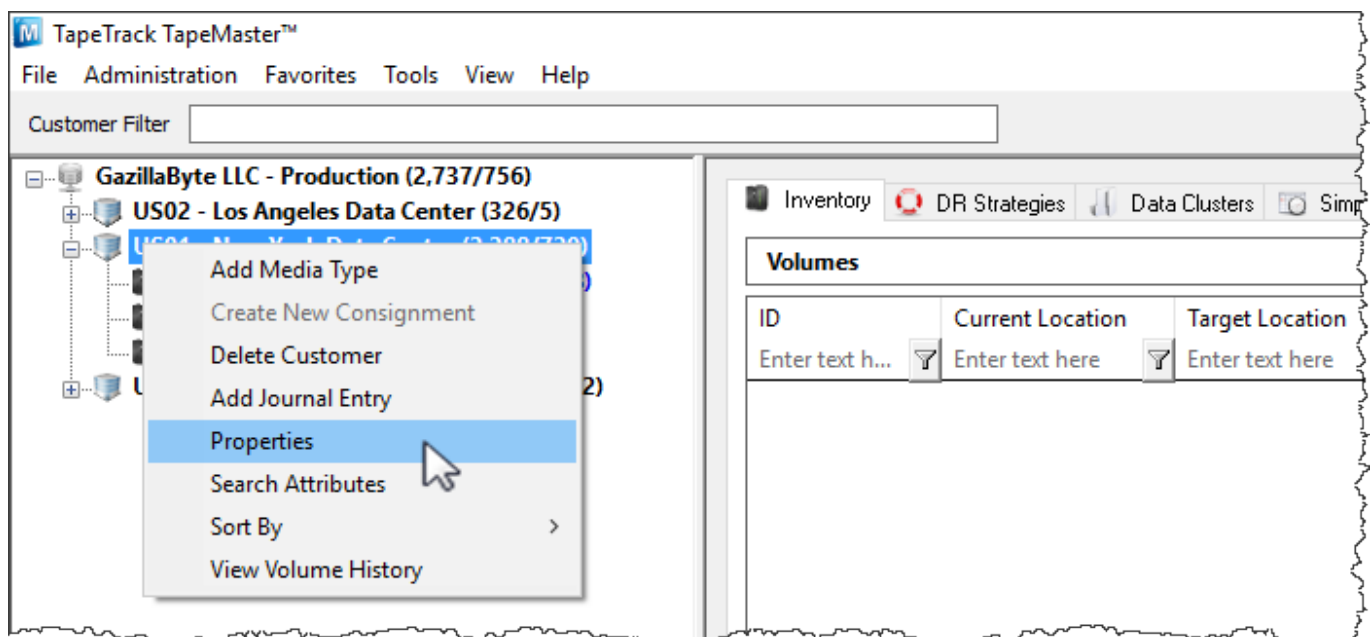 TapeTrack TapeMaster™
File Administration Favorites Tools View Help
Customer Filter
GazillaByte LLC - Production (2,737/756)
US02 - Los Angeles Data Center (326/5)
Add Media Type
Create New Consignment
Delete Customer
Add Journal Entry
Properties
Search Attributes
Sort By
View Volume History
2)
Inventory DR Strategies Data Clusters
Volumes
ID Current Location Target Location
Enter text h... Enter text here Enter text here